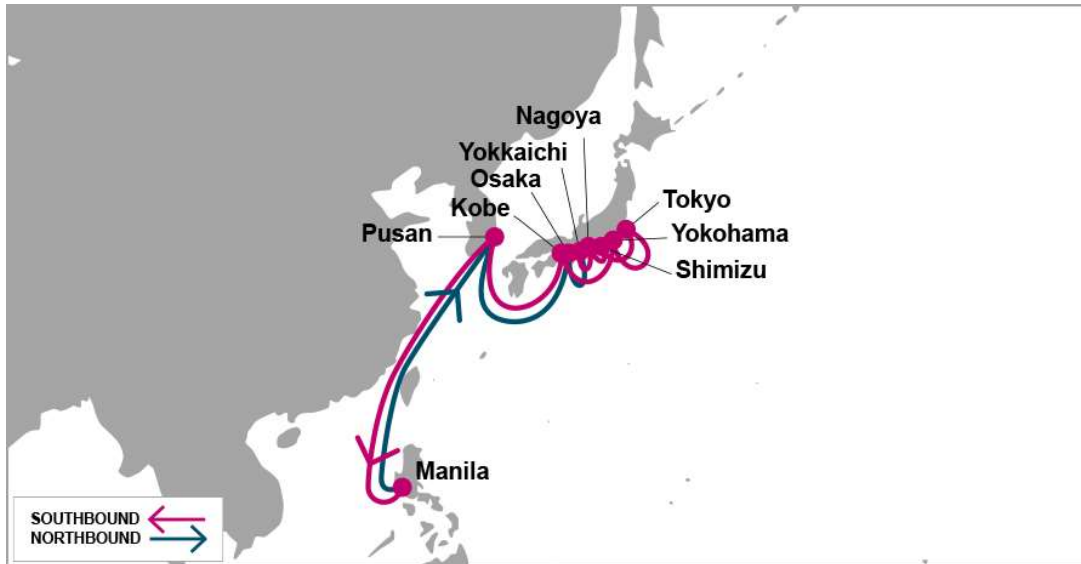 Nagoya
Yokkaichi
Osaka
Kobe
Pusan
Tokyo
Yokohama
Shimizu
Manila
SOUTHBOUND
NORTHBOUND